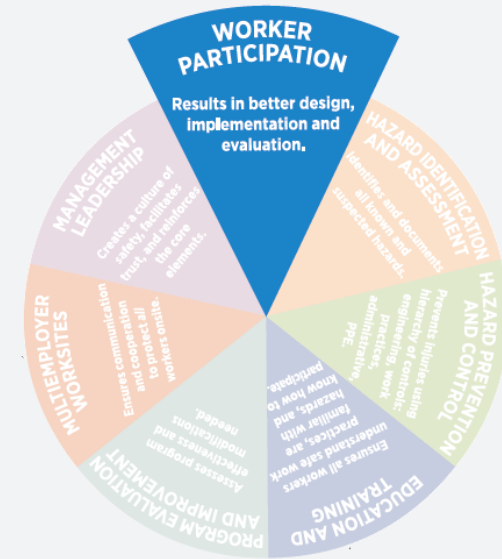 WORKER
PARTICIPATION
Results in better design,
implementation and
evaluation.
HAZARD IDENTIFICATION
AND ASSESSMENT
Identifies and documents
all known and
suspected hazards.
HAZARD PREVENTION
AND CONTROL
Prevents injuries using
hierarchy of controls:
engineering, work
practices,
administrative,
PPE.
EDUCATION AND
TRAINING
Ensures all workers
understand safe work
practices, are
familiar with
hazards, and
know how to
participate.
PROGRAM EVALUATION
AND IMPROVEMENT
Assesses program
effectiveness and
modifications
needed.
MULTIEMPLOYER
WORKSITES
Ensures communication
and cooperation
to protect all
workers onsite.
MANAGEMENT
LEADERSHIP
Creates a culture of
safety, facilitates
trust, and reinforces
the core
elements.